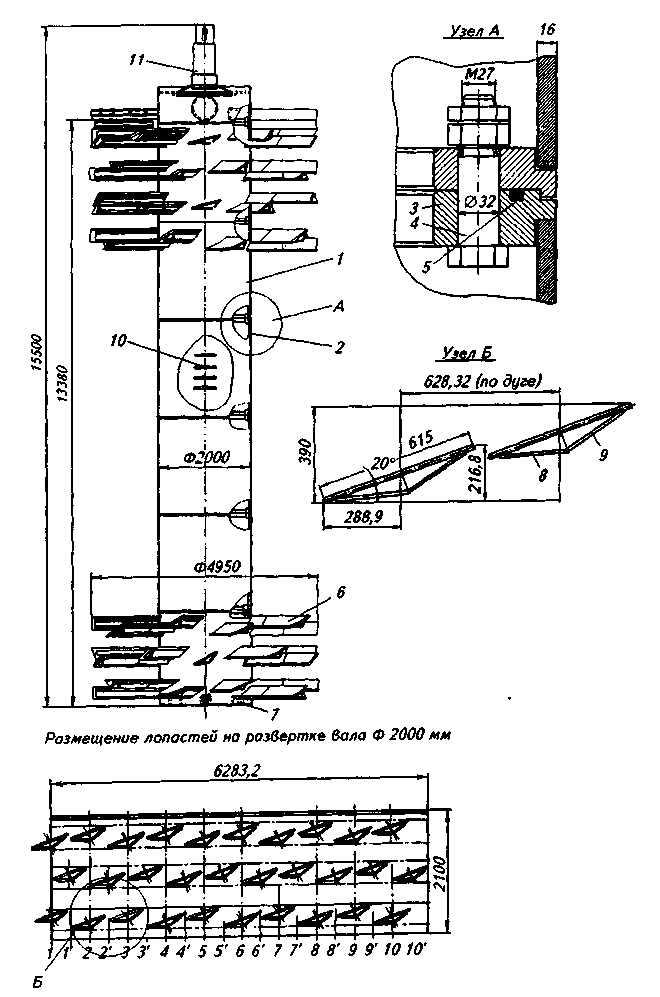 Узел А
16
11
М27
3
4
5
Ø32
1
А
2
10
15500
13380
Узел Б
628,32 (по дуге)
390
615
20°
216,8
8
9
288,9
Ф2000
Ф4950
6
7
Размещение лопастей на развертке вала Ф 2000 мм
6283,2
2100
1 1' 2 2' 3 3' 4 4' 5 5' 6 6' 7 7' 8 8' 9 9' 10 10'
Б